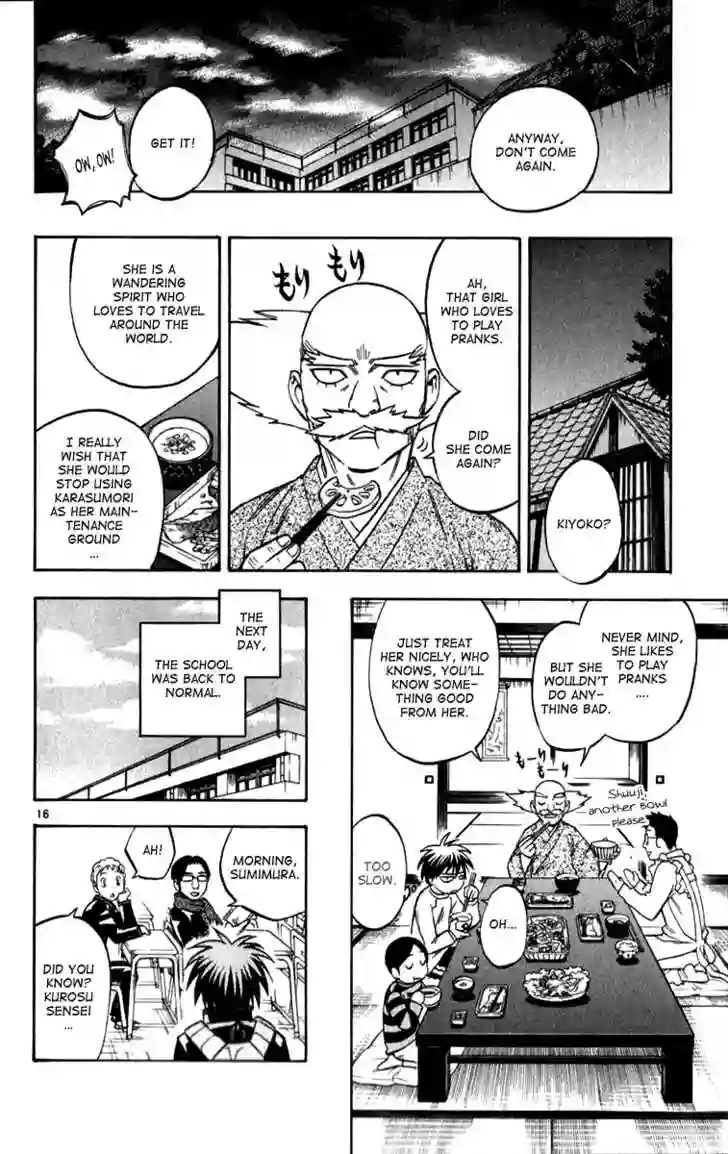 ANYWAY,
DON'T COME
AGAIN.
GET IT!
OW, OW!
KIYOKO?
AH,
THAT GIRL
WHO LOVES
TO PLAY
PRANKS.
DID
SHE COME
AGAIN?
もり
もり
SHE IS A
WANDERING
SPIRIT WHO
LOVES TO TRAVEL
AROUND THE
WORLD.
I REALLY
WISH THAT
SHE WOULD
STOP USING
KARASUMORI
AS HER MAIN-
TENANCE
GROUND
...
NEVER MIND,
SHE LIKES
TO PLAY
PRANKS
....
BUT SHE
WOULDN'T
DO ANY-
THING BAD.
JUST TREAT
HER NICELY, WHO
KNOWS, YOU'LL
KNOW SOME-
THING GOOD
FROM HER.
もーり
もーり
Shuuji,
another bowl
please
TOO
SLOW.
OH...
THE
NEXT
DAY,
THE SCHOOL
WAS BACK TO
NORMAL.
16
MORNING,
SUMIMURA.
AH!
DID YOU
KNOW?
KUROSU
SENSEI
...